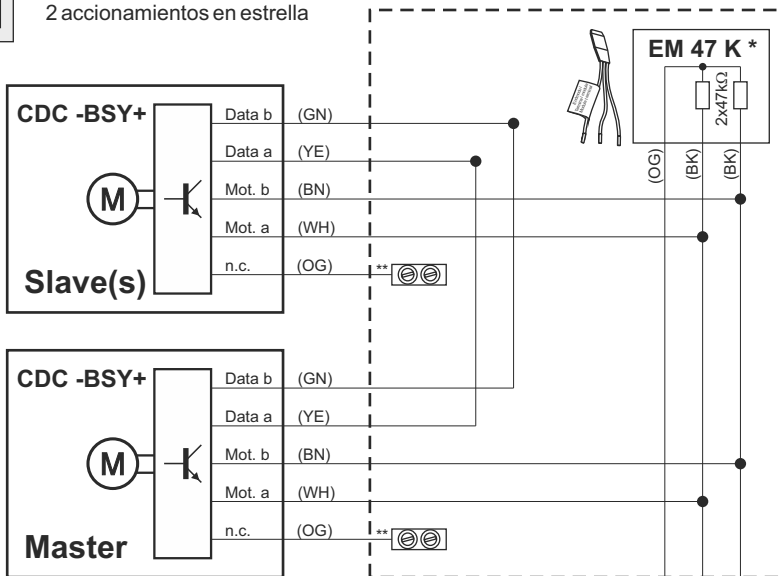 2 accionamientos en estrella
EM 47 K *
2x47kΩ
(OG)
(BK)
(BK)
CDC -BSY+
M
Slave(s)
Data b (GN)
Data a (YE)
Mot. b (BN)
Mot. a (WH)
n.c. (OG) **
CDC -BSY+
M
Master
Data b (GN)
Data a (YE)
Mot. b (BN)
Mot. a (WH)
n.c. (OG) **